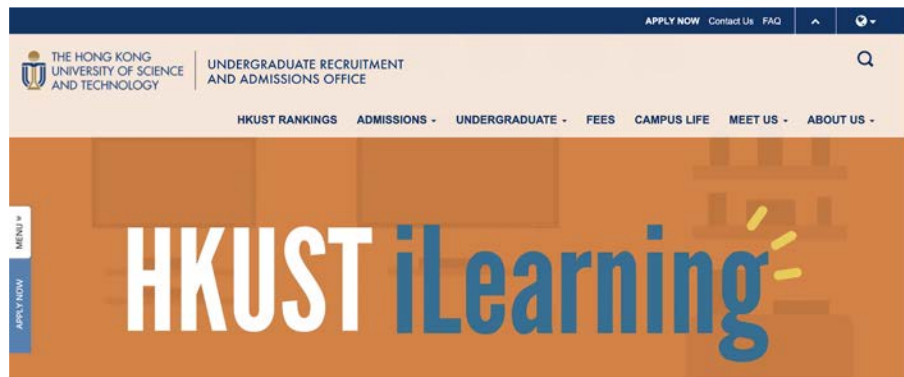 APPLY NOW Contact Us FAQ
THE HONG KONG
UNIVERSITY OF SCIENCE
AND TECHNOLOGY
UNDERGRADUATE RECRUITMENT
AND ADMISSIONS OFFICE
HKUST RANKINGS ADMISSIONS UNDERGRADUATE FEES CAMPUS LIFE MEET US ABOUT US
MENU
APPLY NOW
HKUST iLearning